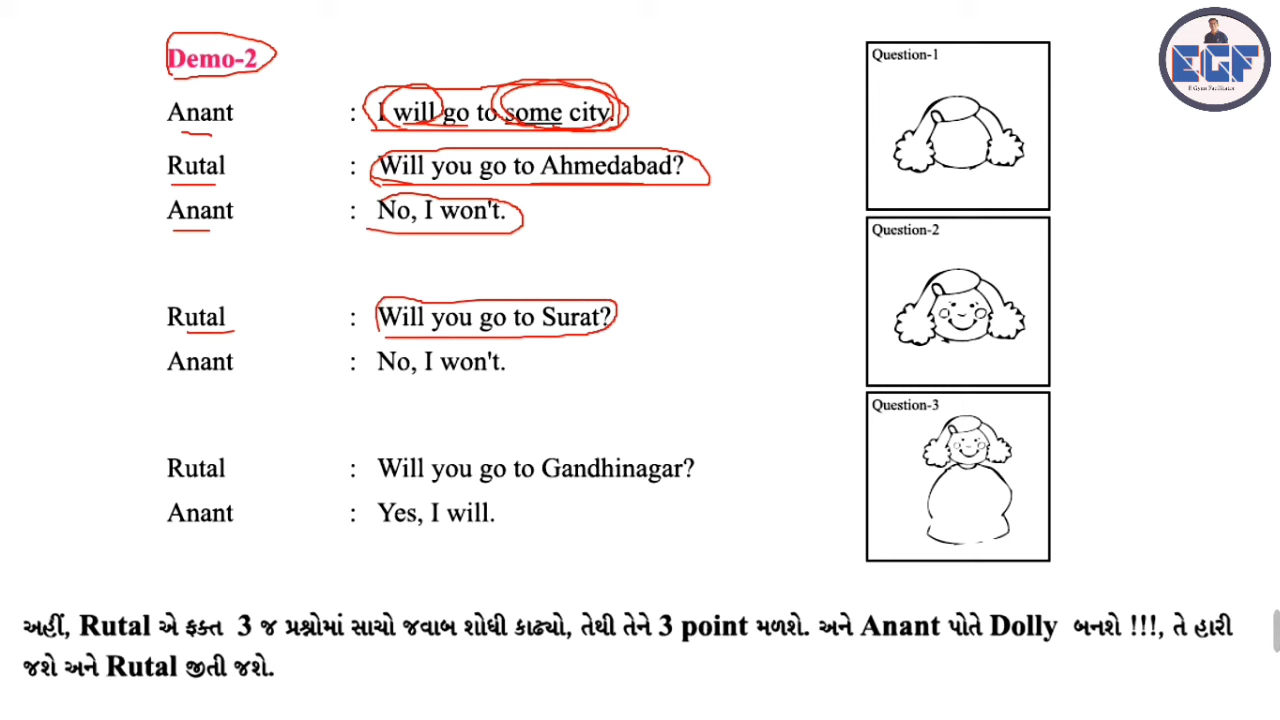 Demo-2
Anant : I will go to some city.
Rutal : Will you go to Ahmedabad?
Anant : No, I won't.
Rutal : Will you go to Surat?
Anant : No, I won't.
Rutal : Will you go to Gandhinagar?
Anant : Yes, I will.
Question-1
Question-2
Question-3
EGF
E Gyan Facilitator
અહીં, Rutal એ ફક્ત 3 જ પ્રશ્નોમાં સાચો જવાબ શોધી કાઢ્યો, તેથી તેને 3 point મળશે. અને Anant પોતે Dolly બનશે !!!, તે હારી
જશે અને Rutal જીતી જશે.